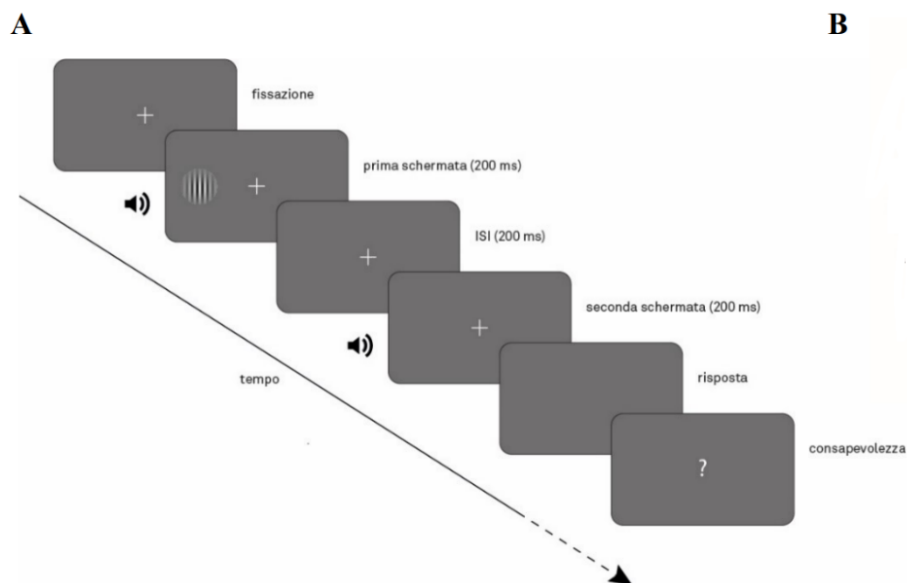 A
B
fissazione
prima schermata (200 ms)
ISI (200 ms)
seconda schermata (200 ms)
tempo
risposta
consapevolezza
?